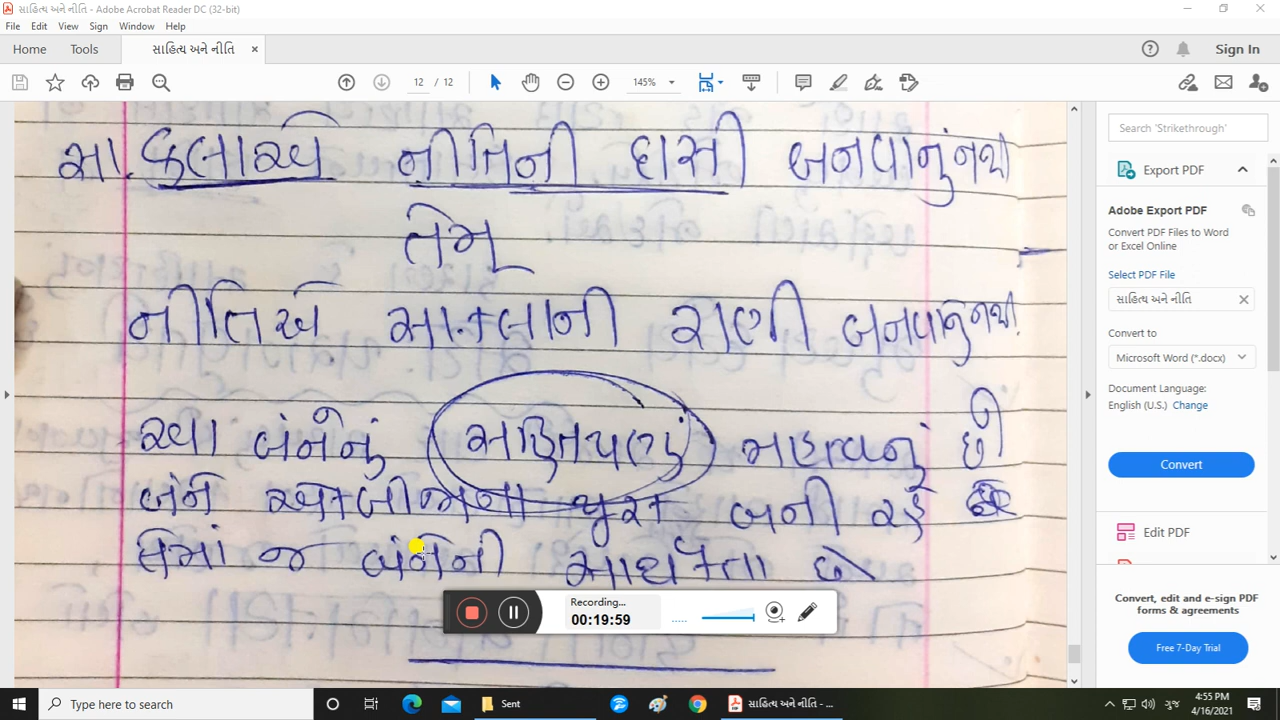 સાહિત્ય અને નીતિ - Adobe Acrobat Reader DC (32-bit)
File Edit View Sign Window Help
Home Tools સાહિત્ય અને નીતિ × Sign In
12 / 12 145%
સા. કલાએ નીતિની દાસી બનવાનું નથી
તેમ
નીતિએ સા.કલાની રાણી બનવાનું નથી.
આ બંનેનું મહત્વનું છે
બંને એકબીજાના પૂરક બની રહે
તેમાં જ બંનેની સાર્થકતા છે
Recording...
00:19:59
Search 'Strikethrough'
Export PDF
Adobe Export PDF
Convert PDF Files to Word
or Excel Online
Select PDF File
સાહિત્ય અને નીતિ ×
Convert to
Microsoft Word (*.docx)
Document Language:
English (U.S.) Change
Convert
Edit PDF
Convert, edit and e-sign PDF
forms & agreements
Free 7-Day Trial
Type here to search
Sent
સાહિત્ય અને નીતિ - ...
ગુજ
4:55 PM
4/16/2021